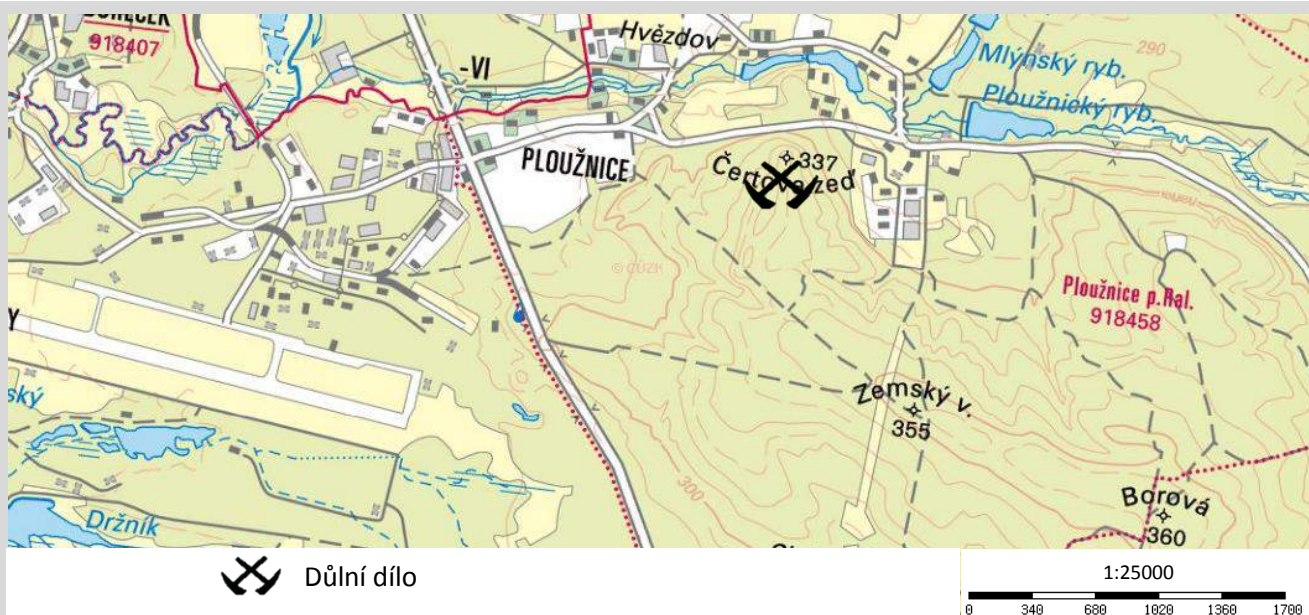 918407
Hvězdov
290
-VI
Mlýnský ryb.
Ploužnický ryb.
PLOUŽNICE
337
Čertova zeď
© ČÚZK
Ploužnice p.Ral.
918458
Y
ský
Zemský v.
355
300
Držník
Borová
360
Důlní dílo
1:25000
0 340 680 1020 1360 1700